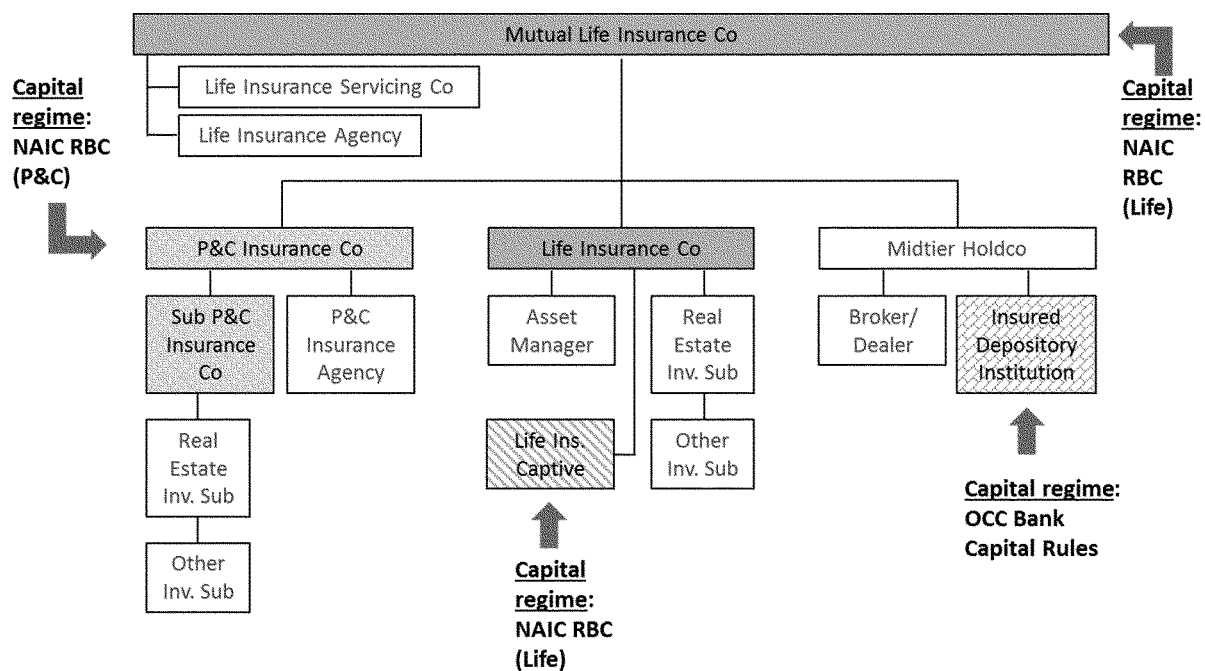 Mutual Life Insurance Co
Life Insurance Servicing Co
Life Insurance Agency
Capital
regime:
NAIC RBC
(P&C)
Capital
regime:
NAIC
RBC
(Life)
P&C Insurance Co
Life Insurance Co
Midtier Holdco
Sub P&C
Insurance
Co
P&C
Insurance
Agency
Asset
Manager
Real
Estate
Inv. Sub
Broker/
Dealer
Insured
Depository
Institution
Real
Estate
Inv. Sub
Life Ins.
Captive
Other
Inv. Sub
Other
Inv. Sub
Capital
regime:
NAIC RBC
(Life)
Capital regime:
OCC Bank
Capital Rules